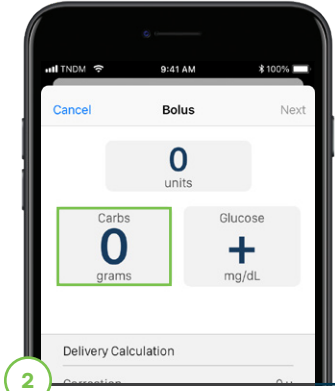 TNDM 9:41 AM 100%
Cancel Bolus Next
0
units
Carbs Glucose
0 +
grams mg/dL
Delivery Calculation
2